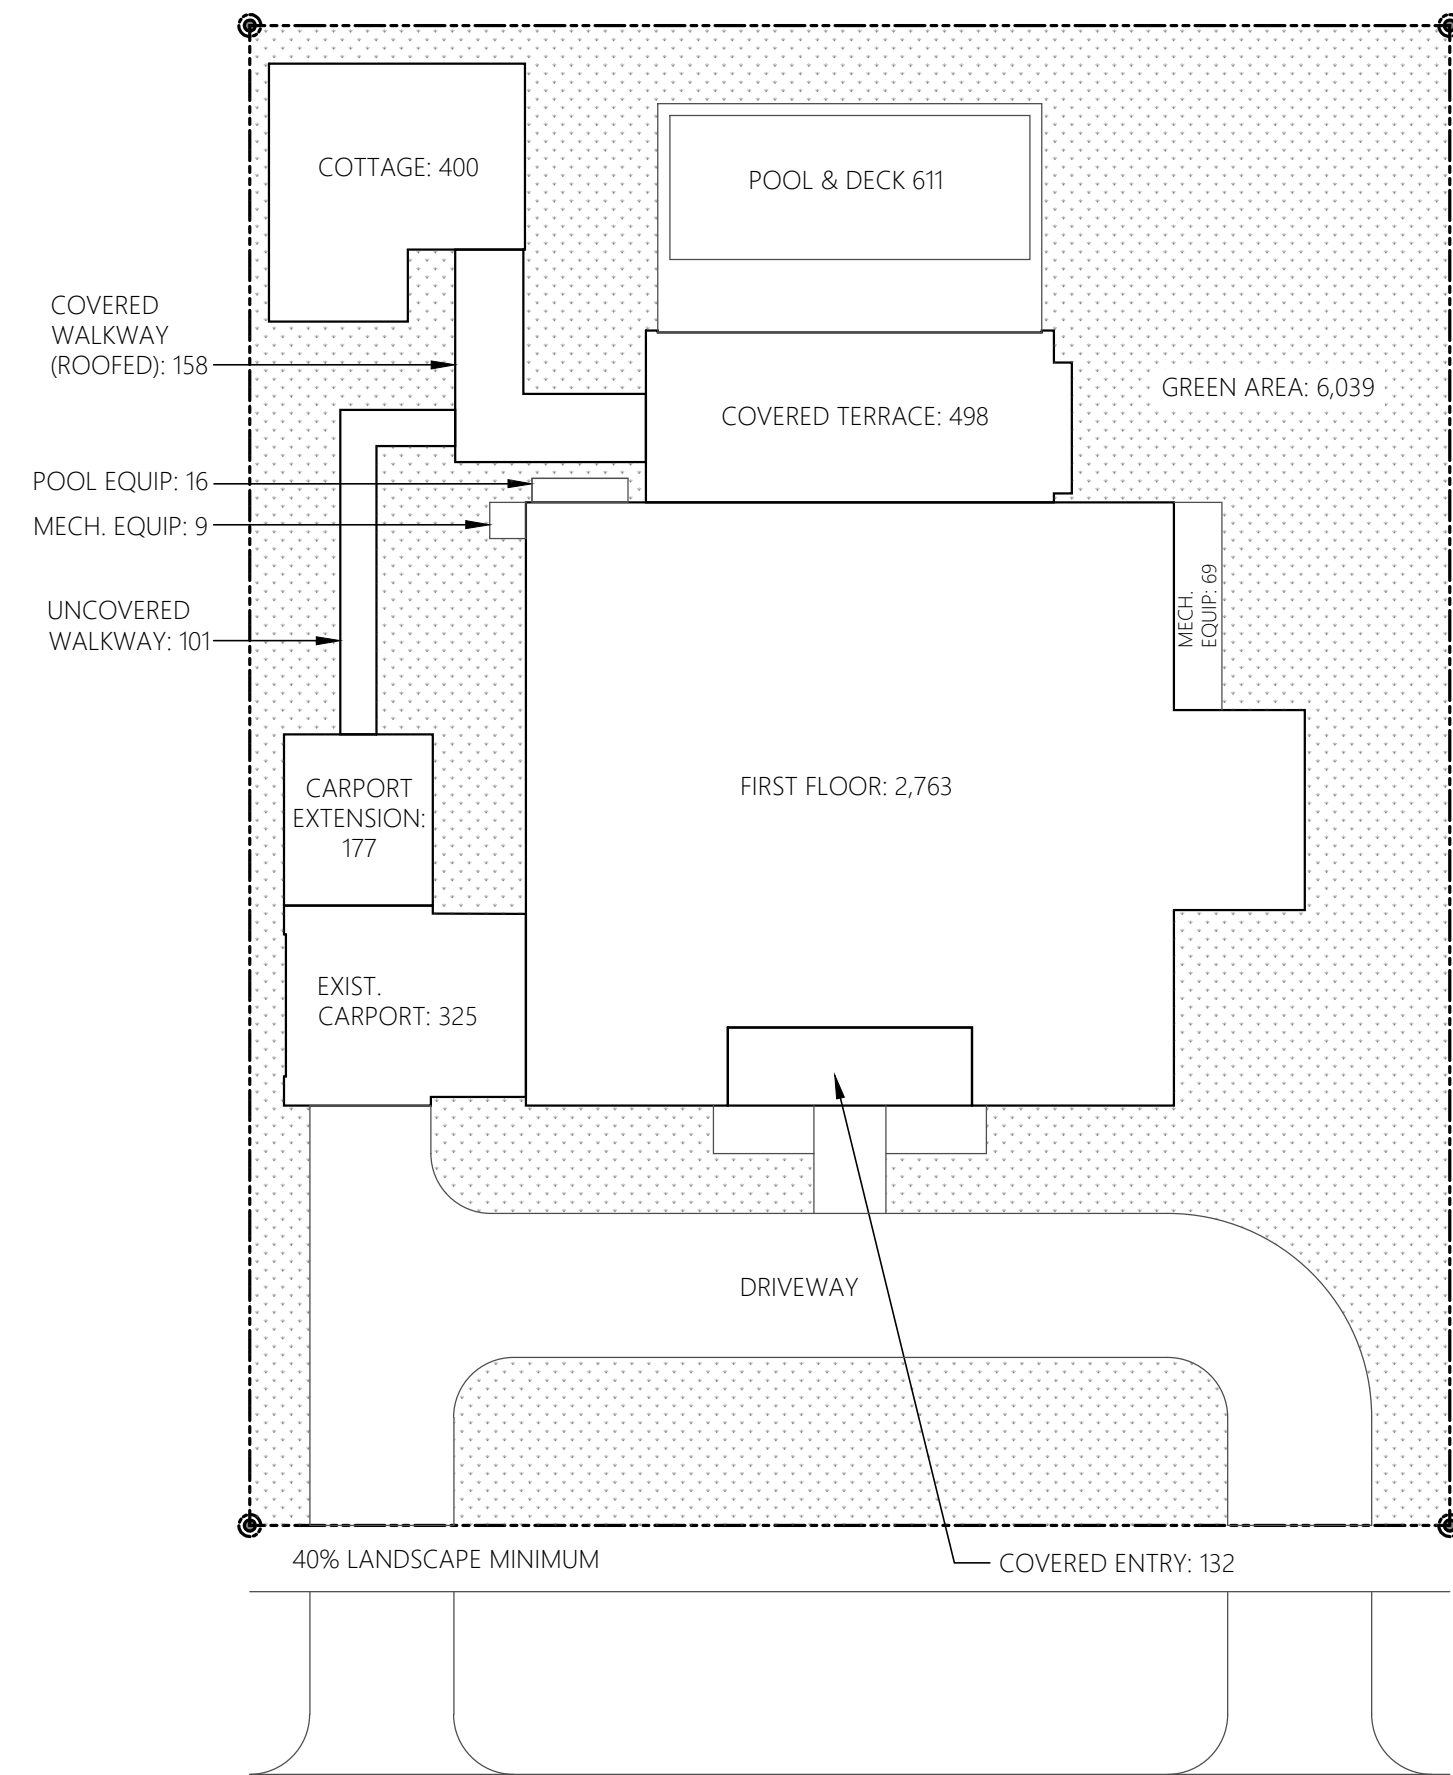 COTTAGE: 400
POOL & DECK 611
COVERED
WALKWAY
(ROOFED): 158
GREEN AREA: 6,039
COVERED TERRACE: 498
POOL EQUIP: 16
MECH. EQUIP: 9
UNCOVERED
WALKWAY: 101
MECH.
EQUIP: 69
CARPORT
EXTENSION:
177
FIRST FLOOR: 2,763
EXIST.
CARPORT: 325
DRIVEWAY
40% LANDSCAPE MINIMUM
COVERED ENTRY: 132